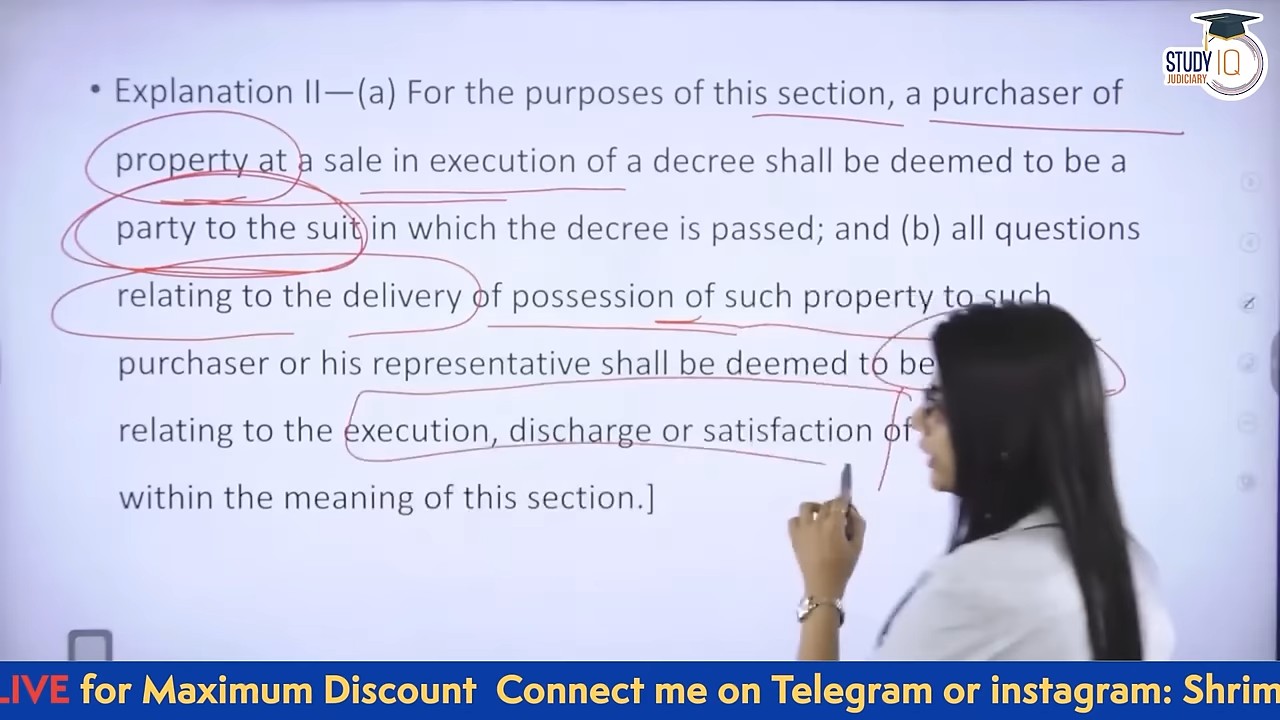 STUDY IQ
JUDICIARY
• Explanation II—(a) For the purposes of this section, a purchaser of
property at a sale in execution of a decree shall be deemed to be a
party to the suit in which the decree is passed; and (b) all questions
relating to the delivery of possession of such property to such
purchaser or his representative shall be deemed to be
relating to the execution, discharge or satisfaction of
within the meaning of this section.]
LIVE for Maximum Discount Connect me on Telegram or instagram: Shrim